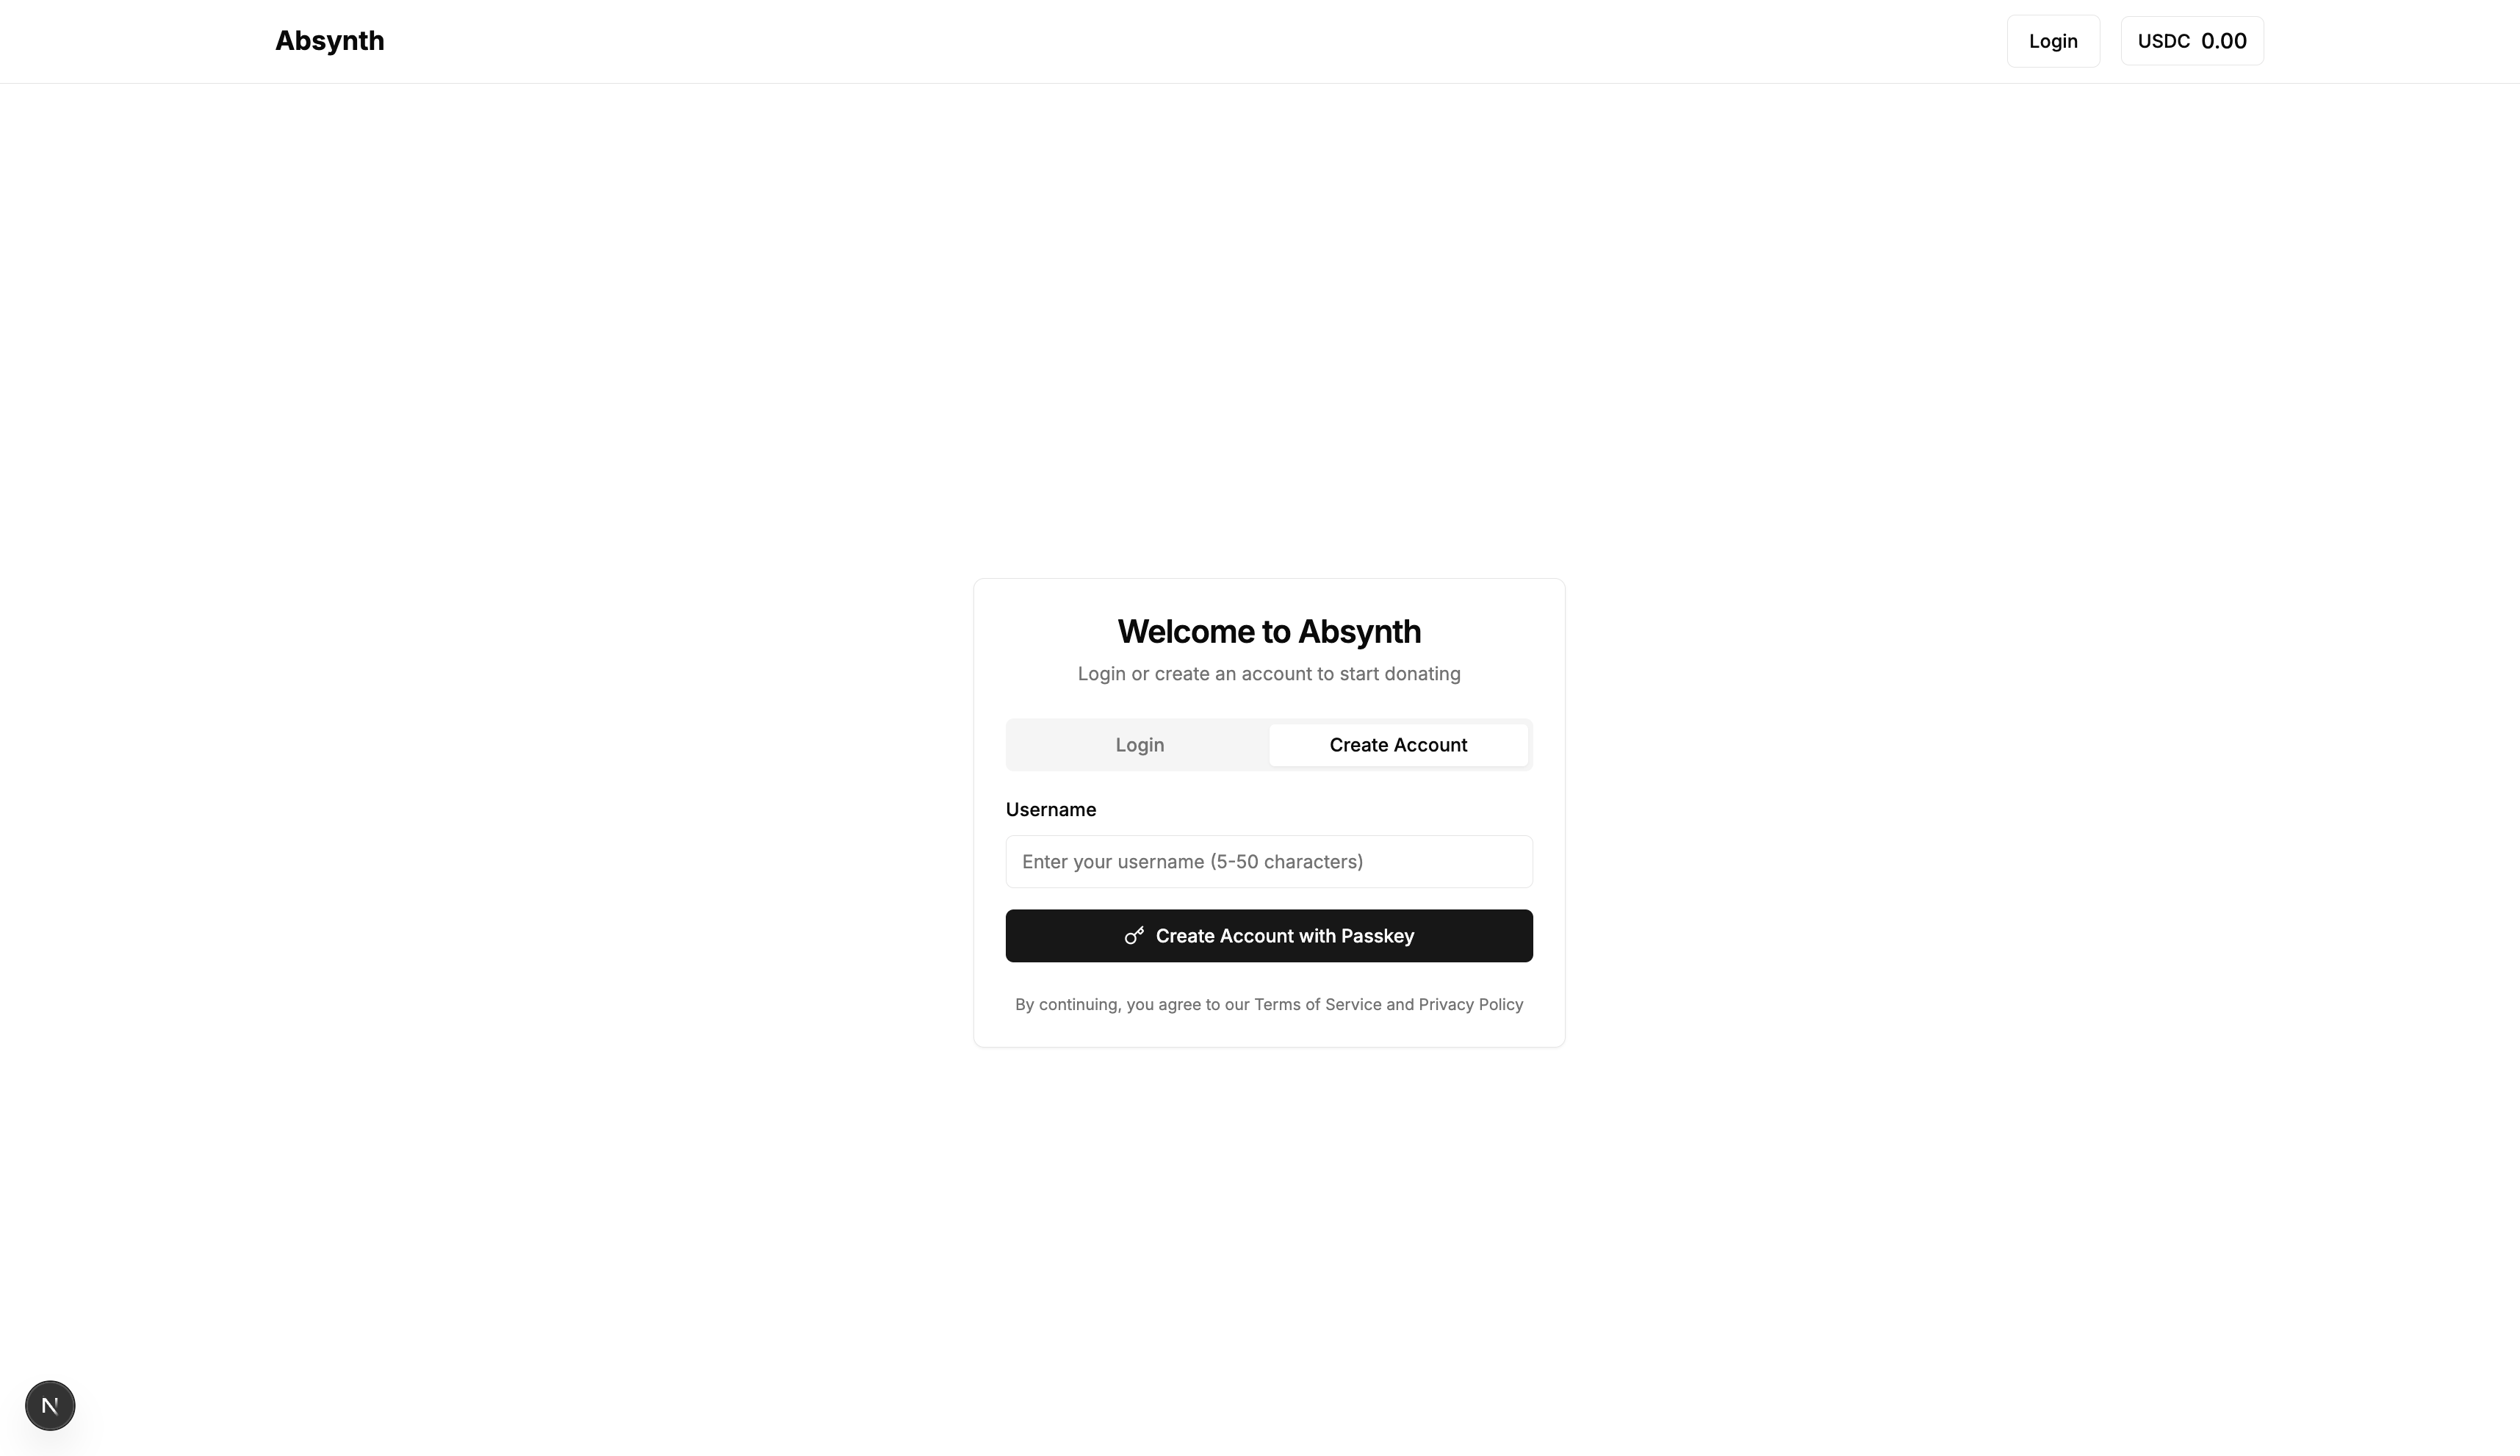 Absynth
Login
USDC 0.00
Welcome to Absynth
Login or create an account to start donating
Login
Create Account
Username
Enter your username (5-50 characters)
Create Account with Passkey
By continuing, you agree to our Terms of Service and Privacy Policy
N